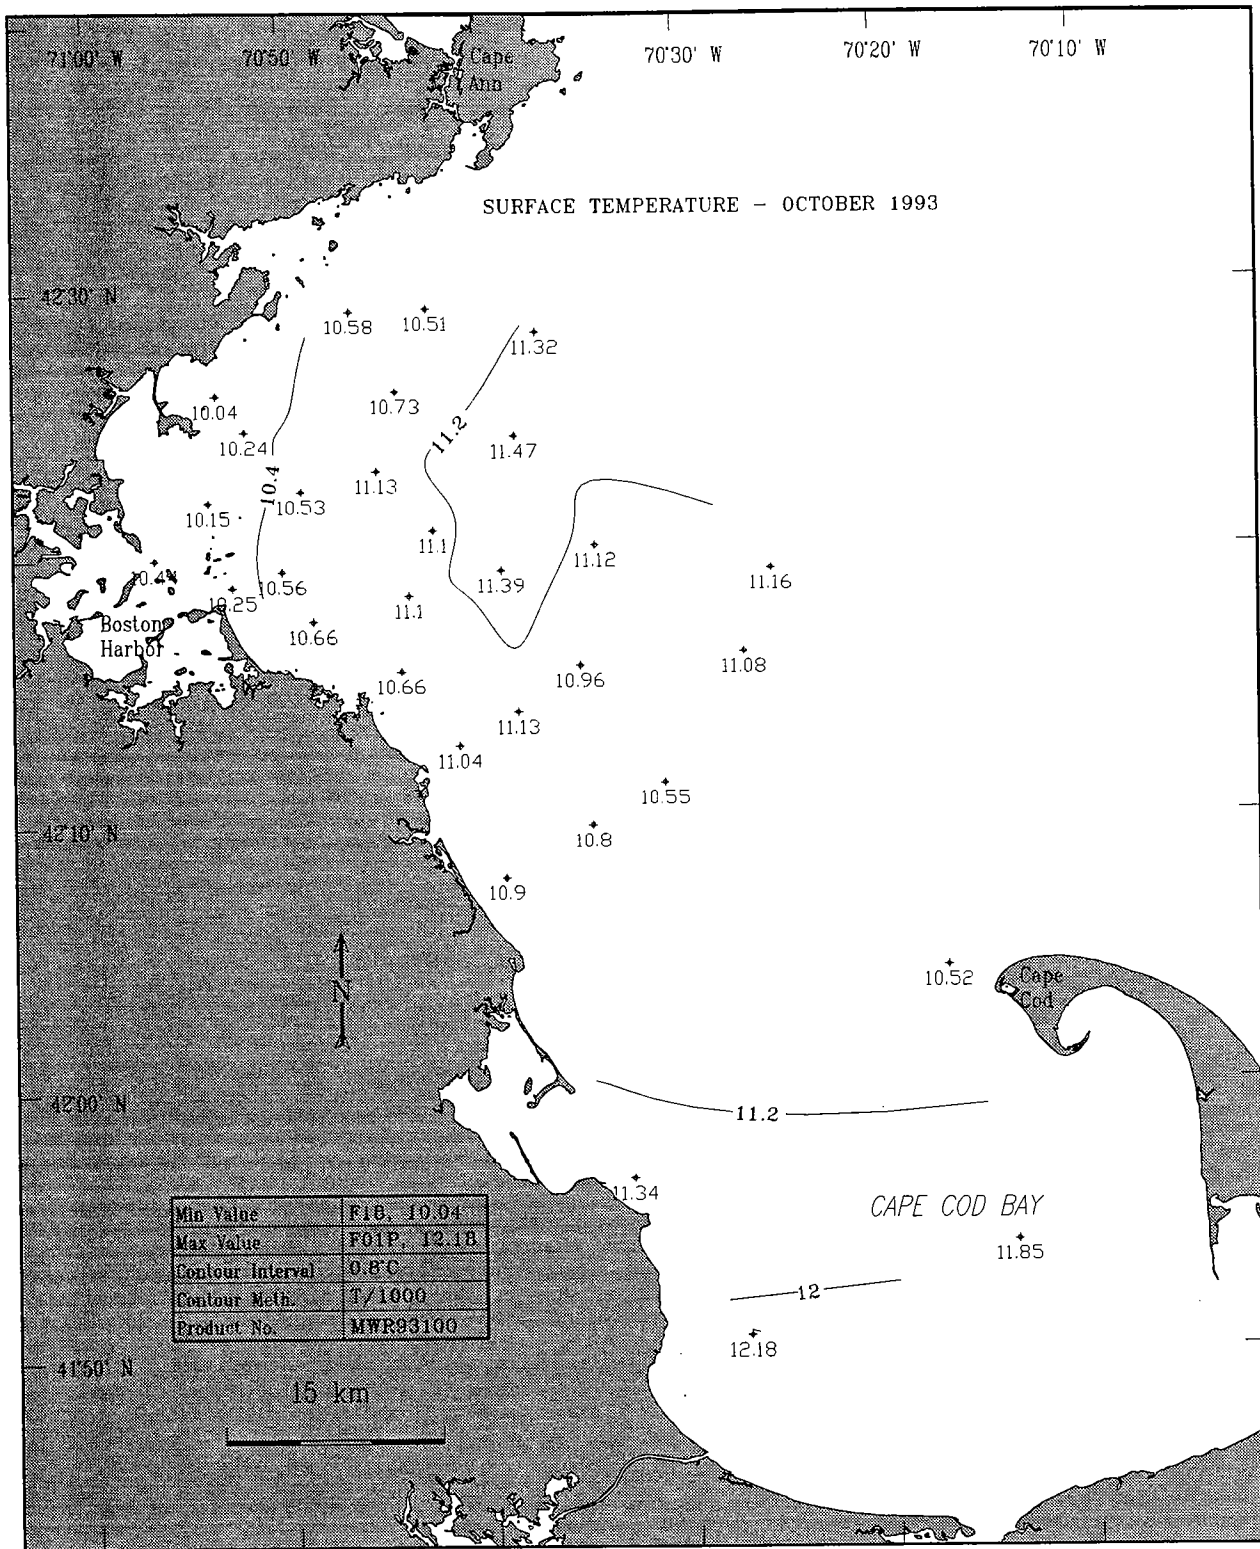 71°00' W
70°50' W
70°30' W
70°20' W
70°10' W
Cape
Ann
SURFACE TEMPERATURE - OCTOBER 1993
42°30' N
10.58
10.51
11.32
10.04
10.73
10.24
11.2
11.47
11.13
10.4
10.53
10.15
11.1
11.12
10.44
11.39
11.16
10.56
10.25
11.1
Boston
Harbor
10.66
11.08
10.66
10.96
11.13
11.04
10.55
42°10' N
10.8
10.9
10.52
Cape
Cod
N
42°00' N
11.2
11.34
CAPE COD BAY
Min Value F18, 10.04
Max Value F01P, 12.18
Contour Interval 0.8°C
Contour Meth. T/1000
Product No. MWR93100
11.85
12
12.18
41°50' N
15 km